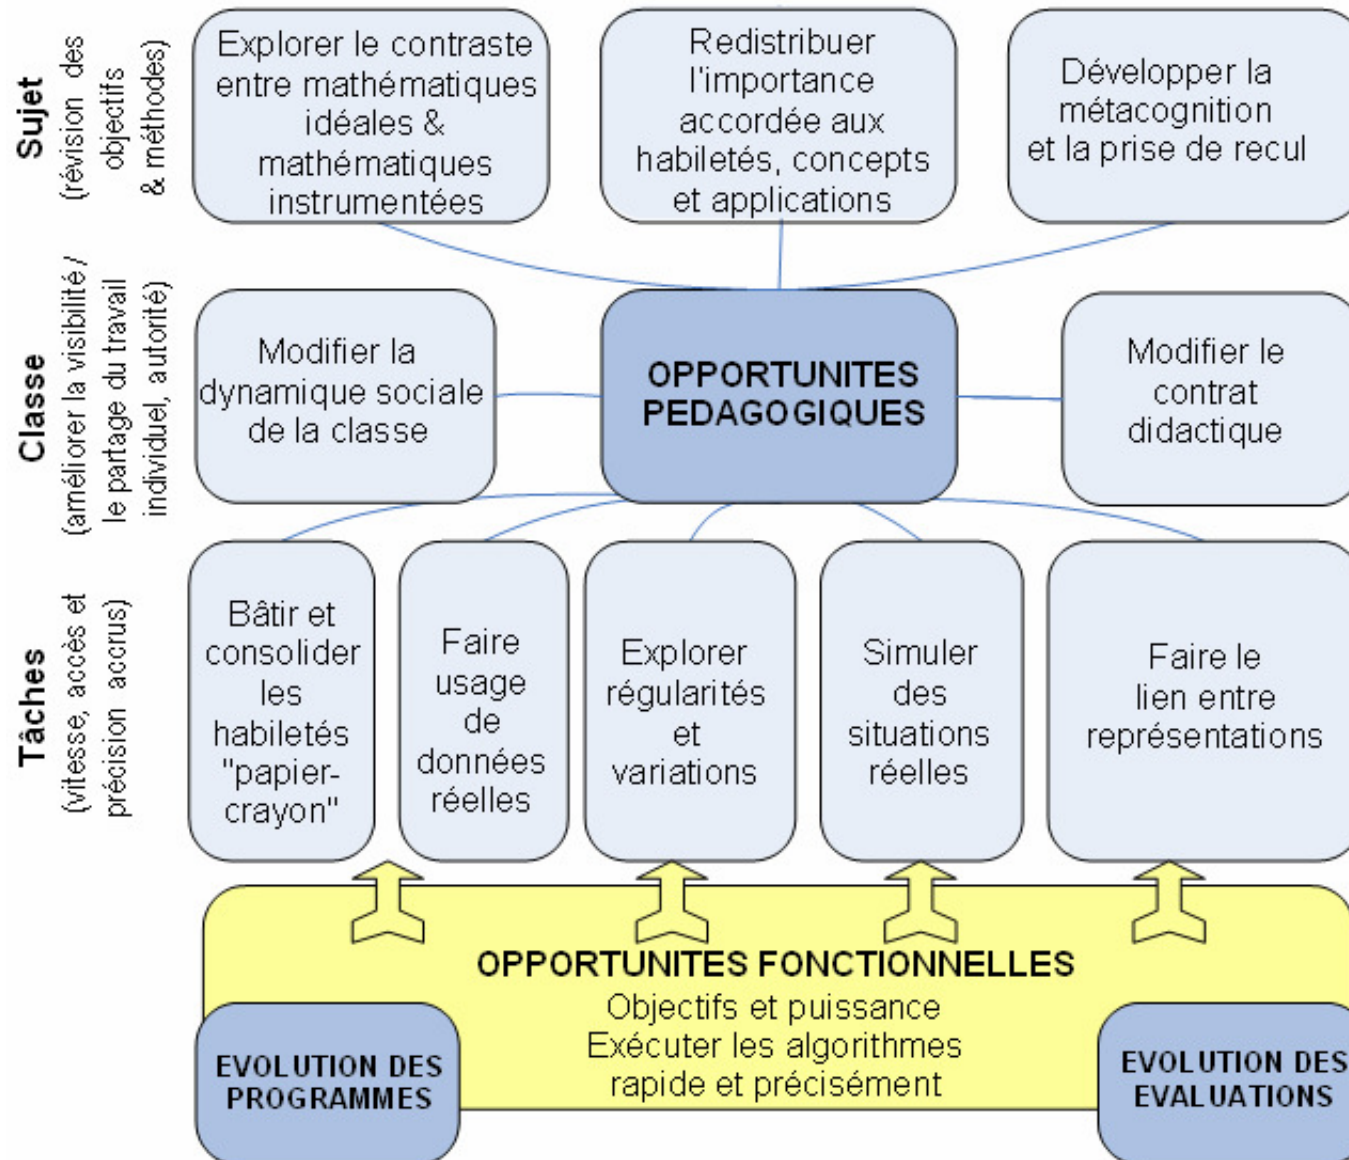 Sujet
(révision des
objectifs
& méthodes)
Explorer le contraste
entre mathématiques
idéales &
mathématiques
instrumentées
Redistribuer
l'importance
accordée aux
habiletés, concepts
et applications
Développer la
métacognition
et la prise de recul
Classe
(améliorer la visibilité /
le partage du travail
individuel, autorité)
Modifier la
dynamique sociale
de la classe
OPPORTUNITES
PEDAGOGIQUES
Modifier le
contrat
didactique
Tâches
(vitesse, accès et
précision accrus)
Bâtir et
consolider
les
habiletés
"papier-
crayon"
Faire
usage
de
données
réelles
Explorer
régularités
et
variations
Simuler
des
situations
réelles
Faire le
lien entre
représentations
OPPORTUNITES FONCTIONNELLES
Objectifs et puissance
Exécuter les algorithmes
rapide et précisément
EVOLUTION DES
PROGRAMMES
EVOLUTION DES
EVALUATIONS